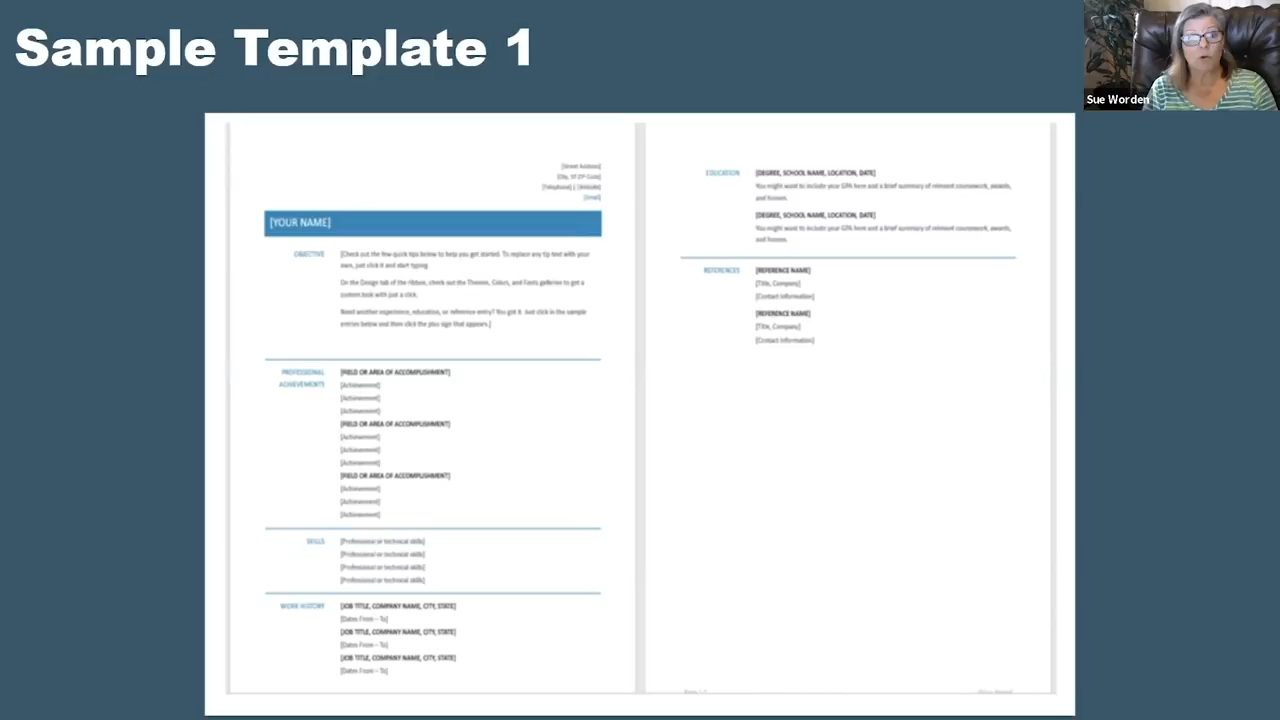 Sample Template 1
Sue Worden
[Street Address]
[City, ST ZIP Code]
[Telephone] | [Website]
[Email]
[YOUR NAME]
OBJECTIVE
[Check out the few quick tips below to help you get started. To replace any tip text with your
own, just click it and start typing
On the Design tab of the ribbon, check out the Themes, Colors, and Fonts galleries to get a
custom look with just a click.
Need another experience, education, or reference entry? You got it. Just click in the sample
entries below and then click the plus sign that appears.]
PROFESSIONAL
ACHIEVEMENTS
[FIELD OR AREA OF ACCOMPLISHMENT]
[Achievement]
[Achievement]
[Achievement]
[FIELD OR AREA OF ACCOMPLISHMENT]
[Achievement]
[Achievement]
[Achievement]
[FIELD OR AREA OF ACCOMPLISHMENT]
[Achievement]
[Achievement]
[Achievement]
SKILLS
[Professional or technical skills]
[Professional or technical skills]
[Professional or technical skills]
[Professional or technical skills]
WORK HISTORY
[JOB TITLE, COMPANY NAME, CITY, STATE]
[Dates From – To]
[JOB TITLE, COMPANY NAME, CITY, STATE]
[Dates From – To]
[JOB TITLE, COMPANY NAME, CITY, STATE]
[Dates From – To]
EDUCATION
[DEGREE, SCHOOL NAME, LOCATION, DATE]
You might want to include your GPA here and a brief summary of relevant coursework, awards,
and honors.
[DEGREE, SCHOOL NAME, LOCATION, DATE]
You might want to include your GPA here and a brief summary of relevant coursework, awards,
and honors.
REFERENCES
[REFERENCE NAME]
[Title, Company]
[Contact Information]
[REFERENCE NAME]
[Title, Company]
[Contact Information]